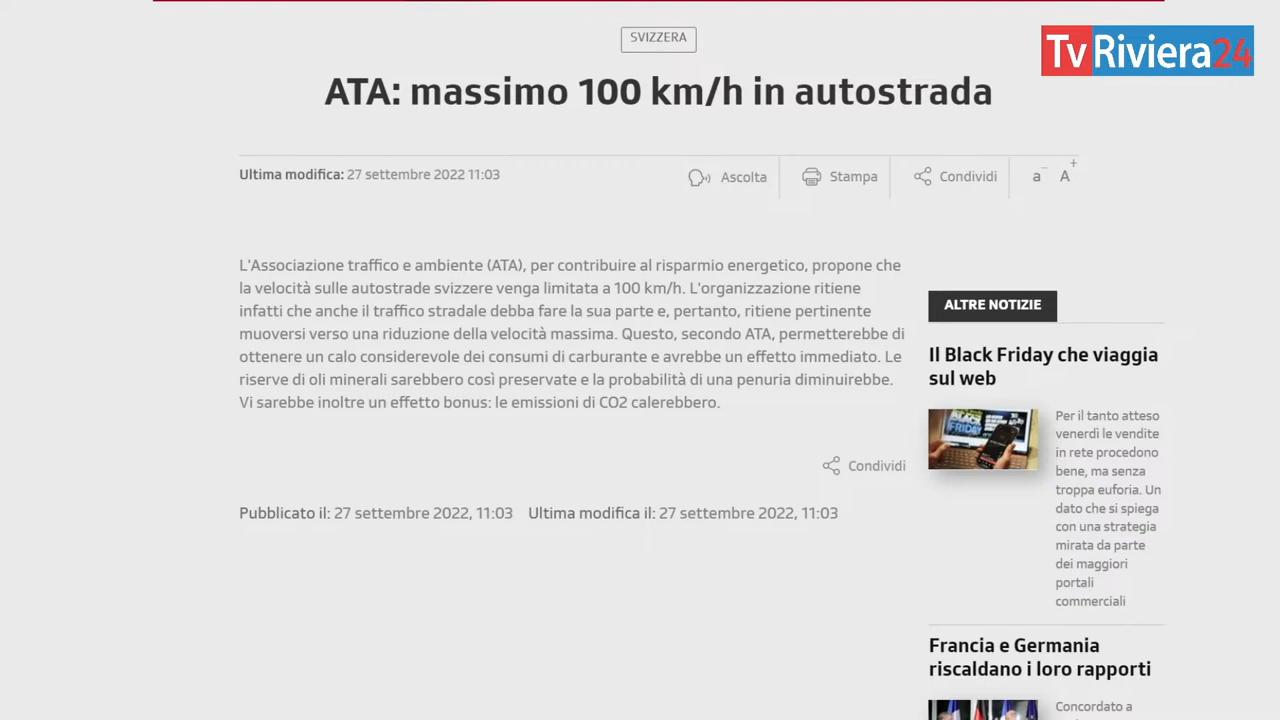 SVIZZERA
TvRiviera24
ATA: massimo 100 km/h in autostrada
Ultima modifica: 27 settembre 2022 11:03
Ascolta
Stampa
Condividi
a⁻
A⁺
L'Associazione traffico e ambiente (ATA), per contribuire al risparmio energetico, propone che
la velocità sulle autostrade svizzere venga limitata a 100 km/h. L'organizzazione ritiene
infatti che anche il traffico stradale debba fare la sua parte e, pertanto, ritiene pertinente
muoversi verso una riduzione della velocità massima. Questo, secondo ATA, permetterebbe di
ottenere un calo considerevole dei consumi di carburante e avrebbe un effetto immediato. Le
riserve di oli minerali sarebbero così preservate e la probabilità di una penuria diminuirebbe.
Vi sarebbe inoltre un effetto bonus: le emissioni di CO2 calerebbero.
Condividi
Pubblicato il: 27 settembre 2022, 11:03 Ultima modifica il: 27 settembre 2022, 11:03
ALTRE NOTIZIE
Il Black Friday che viaggia
sul web
BLACK
FRIDAY
Per il tanto atteso
venerdì le vendite
in rete procedono
bene, ma senza
troppa euforia. Un
dato che si spiega
con una strategia
mirata da parte
dei maggiori
portali
commerciali
Francia e Germania
riscaldano i loro rapporti
Concordato a